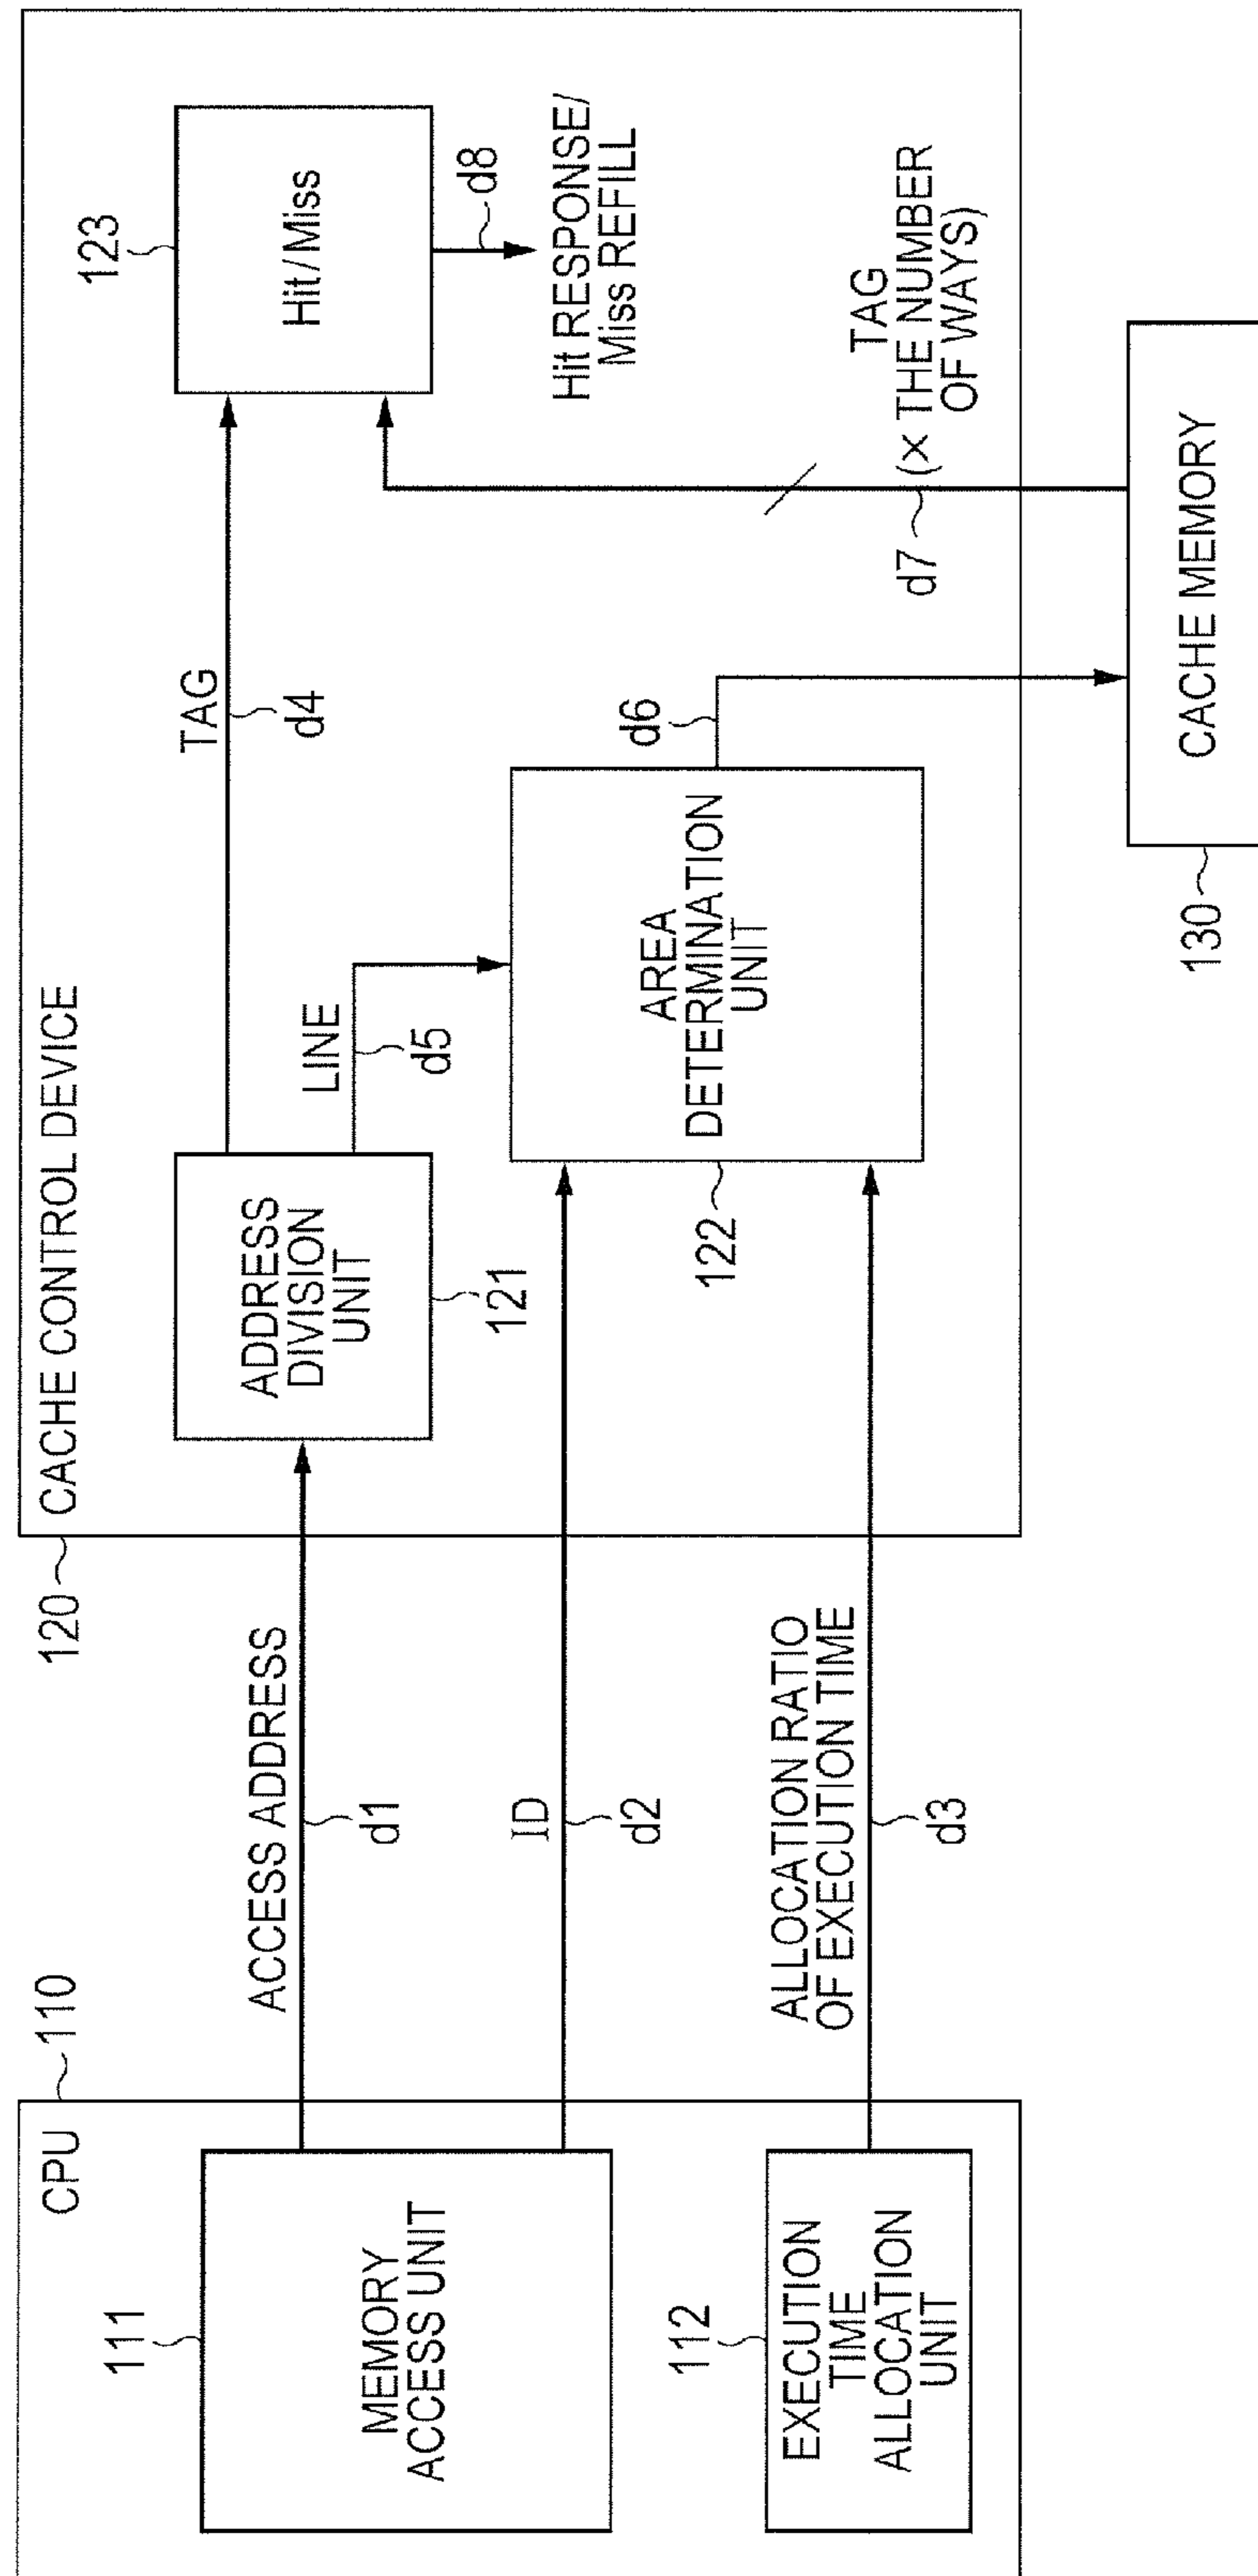 CPU
110
111
MEMORY
ACCESS UNIT
112
EXECUTION
TIME
ALLOCATION
UNIT
ACCESS ADDRESS
d1
ID
d2
ALLOCATION RATIO
OF EXECUTION TIME
d3
120
CACHE CONTROL DEVICE
ADDRESS
DIVISION
UNIT
121
TAG
d4
LINE
d5
AREA
DETERMINATION
UNIT
122
d6
123
Hit/Miss
d8
Hit RESPONSE/
Miss REFILL
TAG
(× THE NUMBER
OF WAYS)
d7
130
CACHE MEMORY